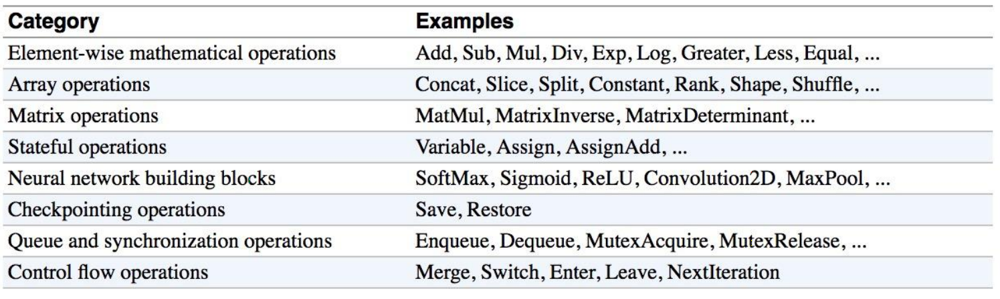 Category Examples
Element-wise mathematical operations Add, Sub, Mul, Div, Exp, Log, Greater, Less, Equal, ...
Array operations Concat, Slice, Split, Constant, Rank, Shape, Shuffle, ...
Matrix operations MatMul, MatrixInverse, MatrixDeterminant, ...
Stateful operations Variable, Assign, AssignAdd, ...
Neural network building blocks SoftMax, Sigmoid, ReLU, Convolution2D, MaxPool, ...
Checkpointing operations Save, Restore
Queue and synchronization operations Enqueue, Dequeue, MutexAcquire, MutexRelease, ...
Control flow operations Merge, Switch, Enter, Leave, NextIteration